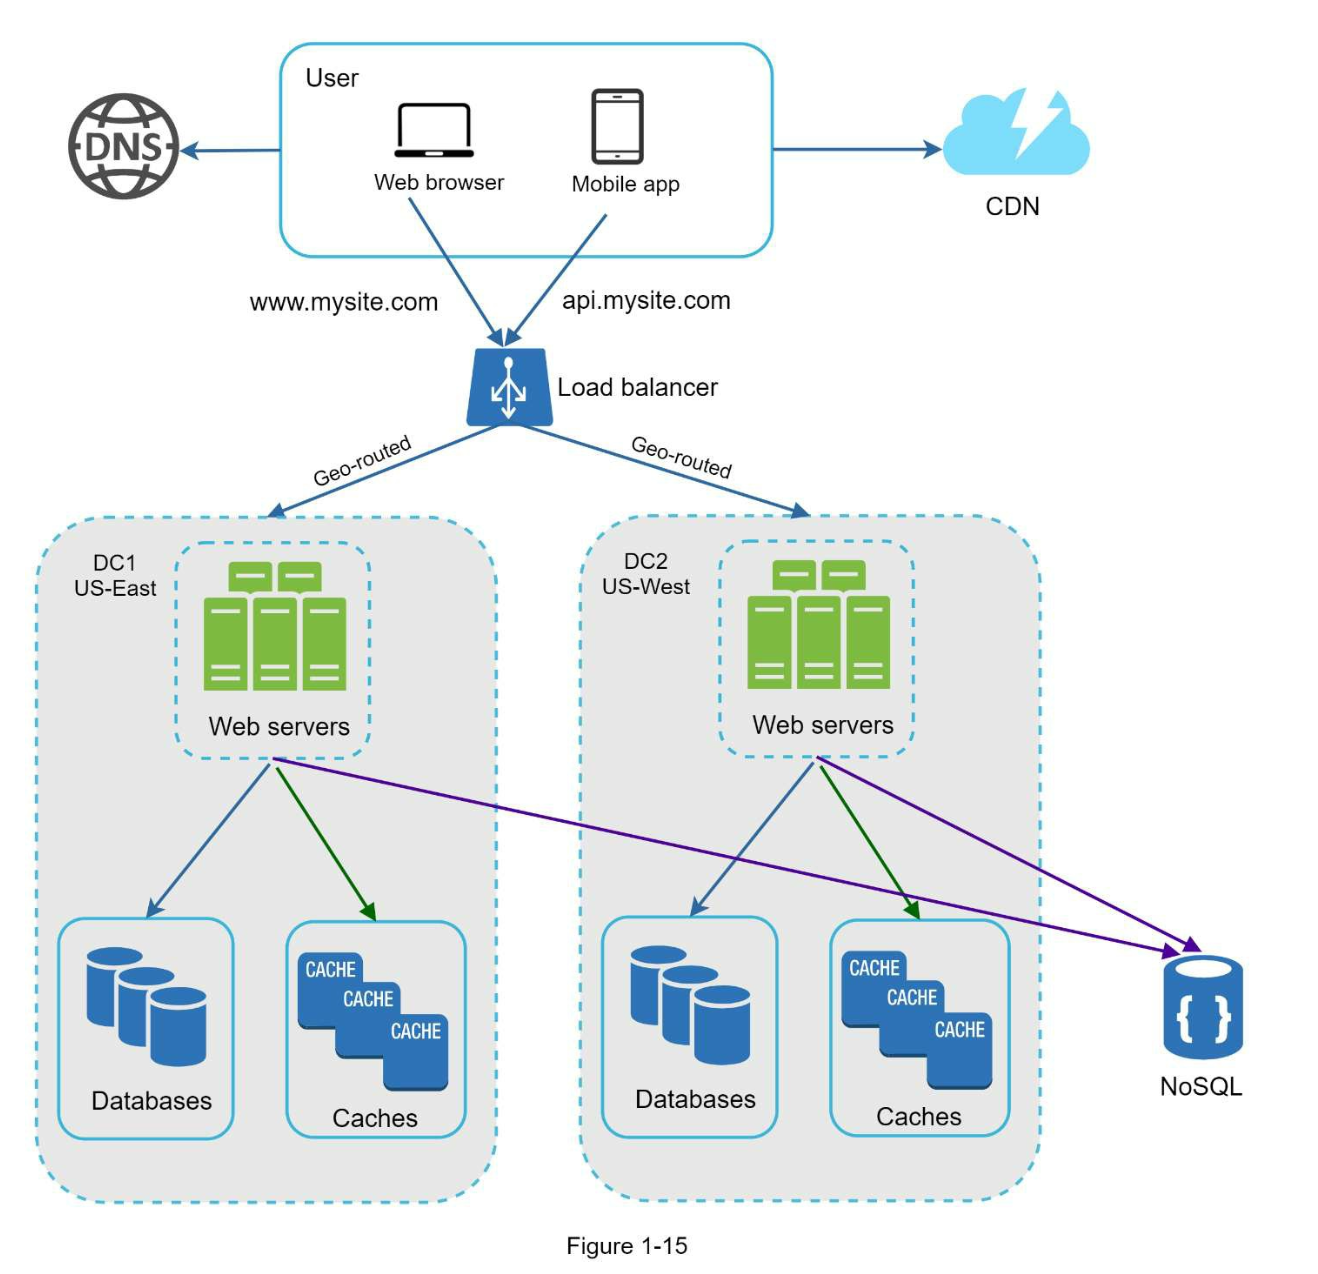 User
DNS
Web browser
Mobile app
CDN
www.mysite.com
api.mysite.com
Load balancer
Geo-routed
Geo-routed
DC1
US-East
Web servers
DC2
US-West
Web servers
CACHE
CACHE
CACHE
Databases
Caches
CACHE
CACHE
CACHE
Databases
Caches
{ }
NoSQL
Figure 1-15